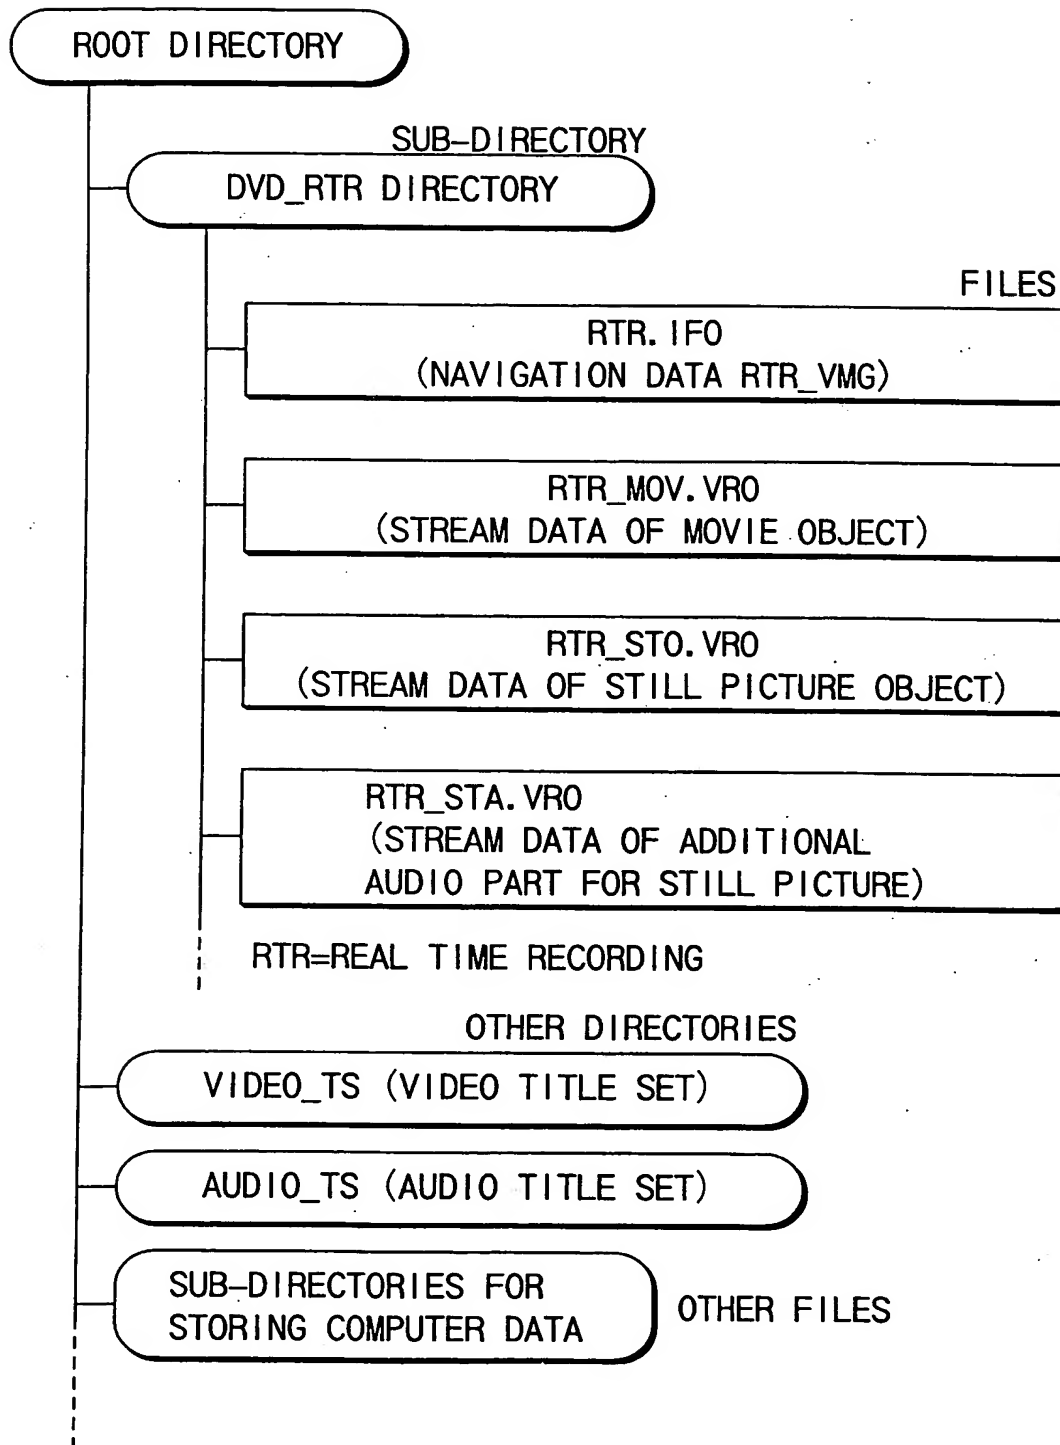 ROOT DIRECTORY
SUB-DIRECTORY
DVD_RTR DIRECTORY
FILES
RTR.IFO
(NAVIGATION DATA RTR_VMG)
RTR_MOV.VRO
(STREAM DATA OF MOVIE OBJECT)
RTR_STO.VRO
(STREAM DATA OF STILL PICTURE OBJECT)
RTR_STA.VRO
(STREAM DATA OF ADDITIONAL
AUDIO PART FOR STILL PICTURE)
RTR=REAL TIME RECORDING
OTHER DIRECTORIES
VIDEO_TS (VIDEO TITLE SET)
AUDIO_TS (AUDIO TITLE SET)
SUB-DIRECTORIES FOR
STORING COMPUTER DATA
OTHER FILES